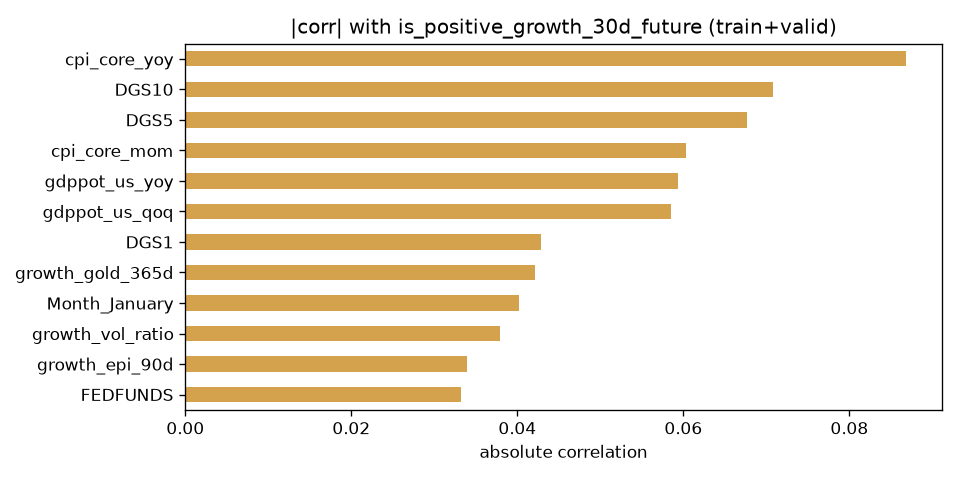 |corr| with is_positive_growth_30d_future (train+valid)
cpi_core_yoy
DGS10
DGS5
cpi_core_mom
gdppot_us_yoy
gdppot_us_qoq
DGS1
growth_gold_365d
Month_January
growth_vol_ratio
growth_epi_90d
FEDFUNDS
0.00 0.02 0.04 0.06 0.08
absolute correlation